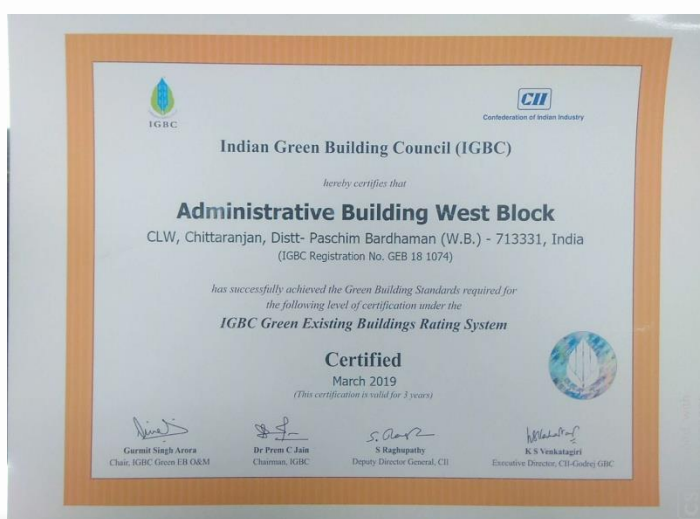 IGBC
CII
Confederation of Indian Industry
Indian Green Building Council (IGBC)
hereby certifies that
Administrative Building West Block
CLW, Chittaranjan, Distt- Paschim Bardhaman (W.B.) - 713331, India
(IGBC Registration No. GEB 18 1074)
has successfully achieved the Green Building Standards required for
the following level of certification under the
IGBC Green Existing Buildings Rating System
Certified
March 2019
(This certification is valid for 3 years)
Gurmit Singh Arora
Chair, IGBC Green EB O&M
Dr Prem C Jain
Chairman, IGBC
S Raghupathy
Deputy Director General, CII
K S Venkatagiri
Executive Director, CII-Godrej GBC